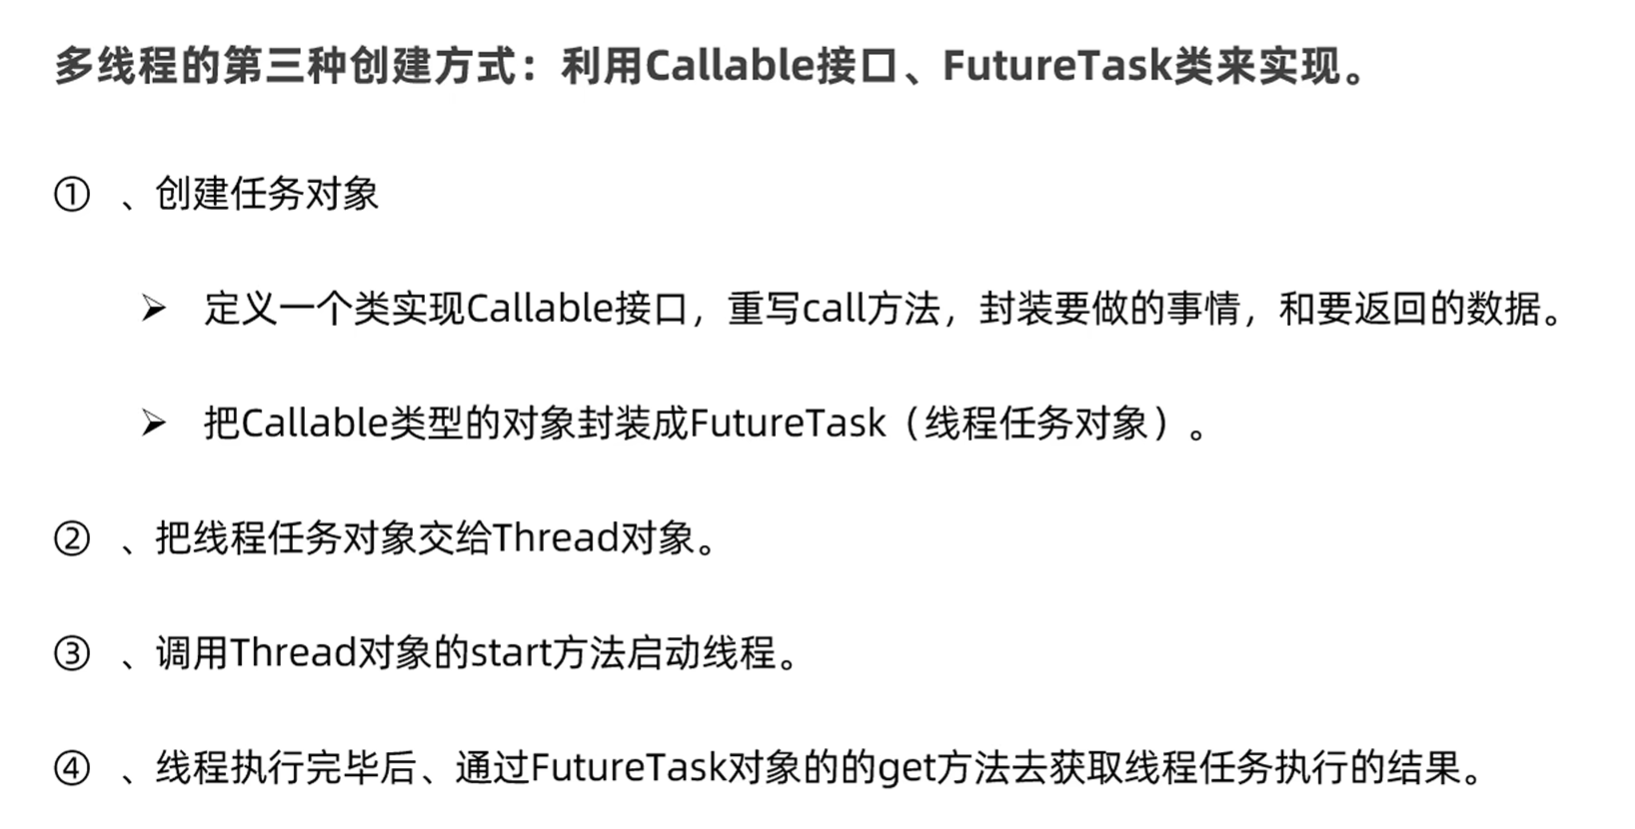 多线程的第三种创建方式：利用Callable接口、FutureTask类来实现。
① 、创建任务对象
➢ 定义一个类实现Callable接口，重写call方法，封装要做的事情，和要返回的数据。
➢ 把Callable类型的对象封装成FutureTask（线程任务对象）。
② 、把线程任务对象交给Thread对象。
③ 、调用Thread对象的start方法启动线程。
④ 、线程执行完毕后、通过FutureTask对象的的get方法去获取线程任务执行的结果。